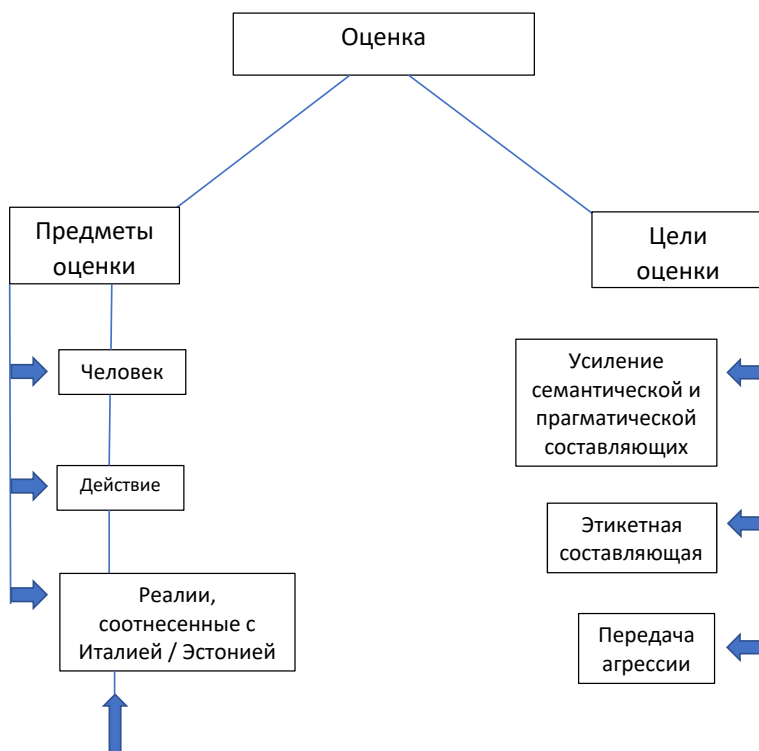 Оценка
Предметы
оценки
Цели
оценки
Человек
Действие
Реалии,
соотнесенные с
Италией / Эстонией
Усиление
семантической и
прагматической
составляющих
Этикетная
составляющая
Передача
агрессии